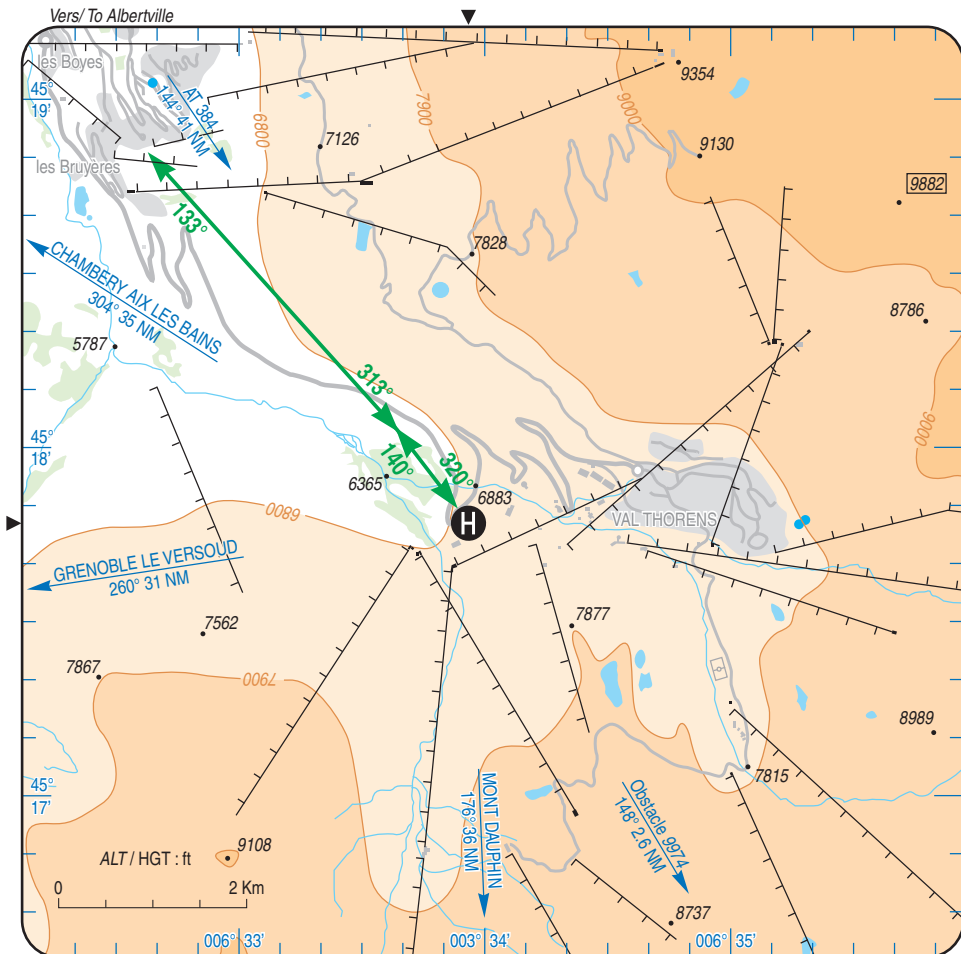 Vers/ To Albertville
les Boyes
9354
45°
19'
AT 384
144° 41 NM
7900
9000
6800
7126
9130
les Bruyères
9882
133°
7828
CHAMBERY AIX LES BAINS
304° 35 NM
8786
5787
313°
9000
45°
18'
140°
320°
6365
6883
6800
H
VAL THORENS
GRENOBLE LE VERSOUD
260° 31 NM
7877
7562
7867
7900
8989
45°
17'
7815
MONT DAUPHIN
176° 36 NM
Obstacle 9974
148° 2.6 NM
9108
ALT / HGT : ft
0 2 Km
8737
006° 33'
003° 34'
006° 35'